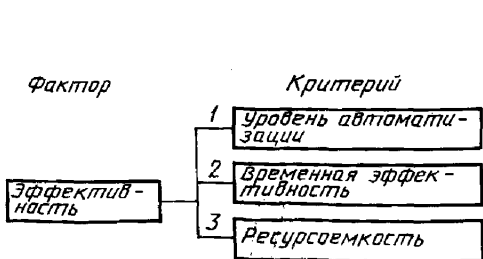 Фактор Критерий
1 Уровень автомати-
зации
2 Временная эффек-
тивность
Эффектив-
ность
3 Ресурсоемкость